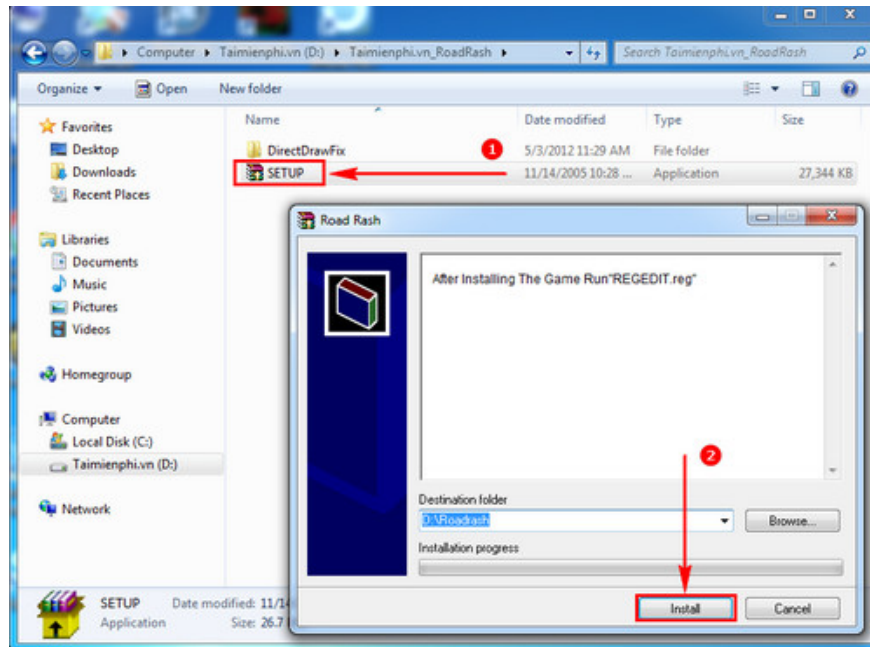 Computer ▸ Taimienphi.vn (D:) ▸ Taimienphi.vn_RoadRash ▸
Search Taimienphi.vn_RoadRash
Organize Open New folder
Name Date modified Type Size
Favorites
Desktop
Downloads
Recent Places
Libraries
Documents
Music
Pictures
Videos
Homegroup
Computer
Local Disk (C:)
Taimienphi.vn (D:)
Network
DirectDrawFix 5/3/2012 11:29 AM File folder
1
SETUP 11/14/2005 10:28 ... Application 27,344 KB
Road Rash
After Installing The Game Run"REGEDIT.reg"
2
Destination folder
D:\Roadrash
Browse...
Installation progress
Install Cancel
SETUP Date modified: 11/14
Application Size: 26.7